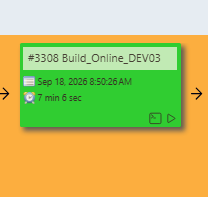 #3308 Build_Online_DEV03
Sep 18, 2026 8:50:26 AM
7 min 6 sec